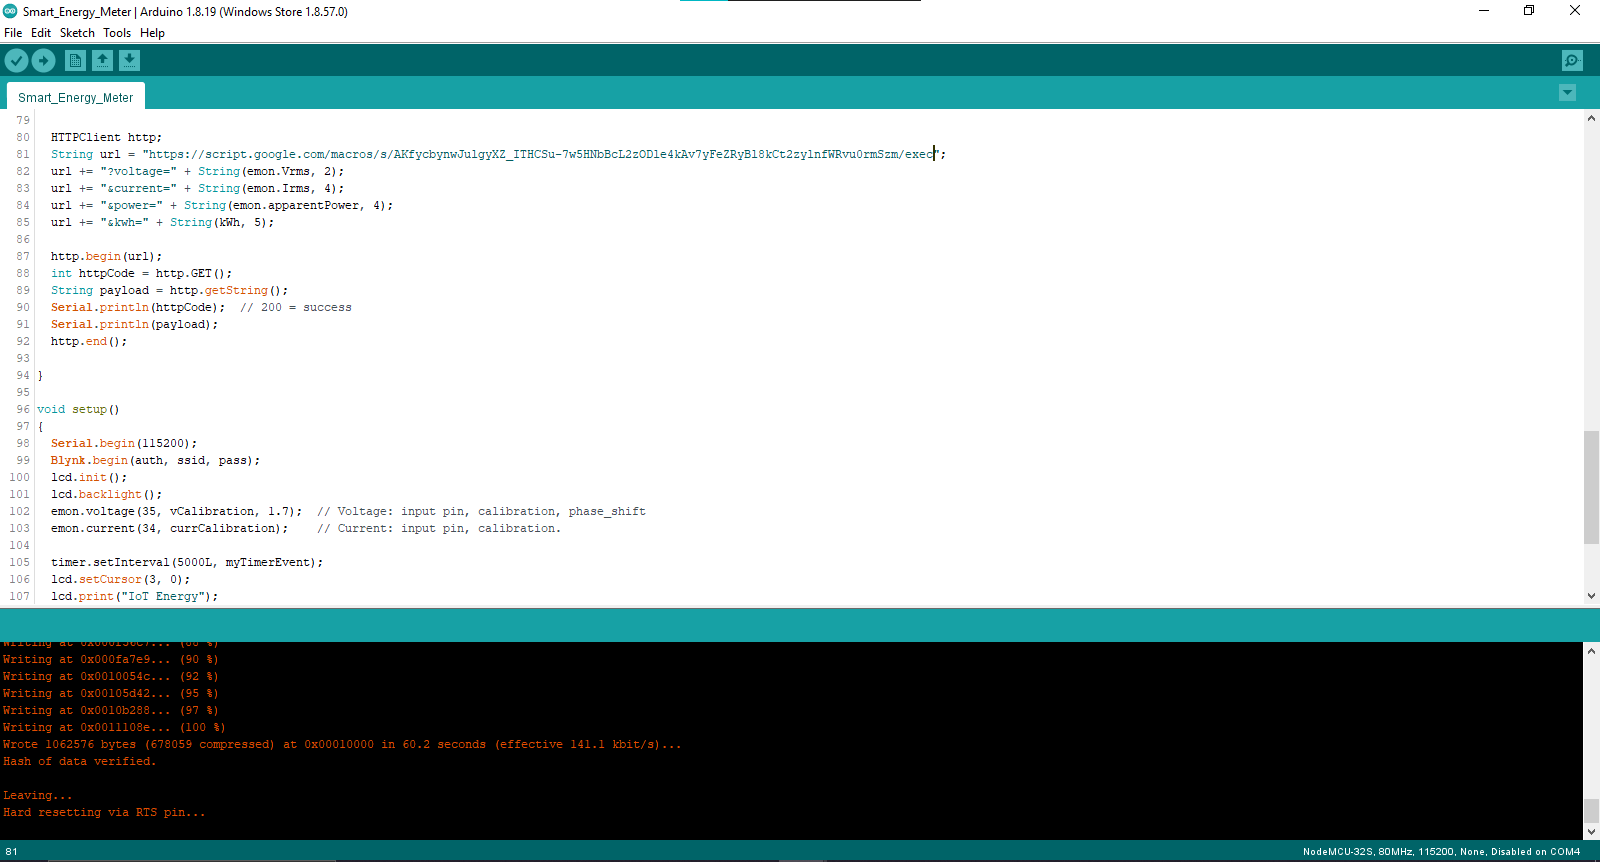 Smart_Energy_Meter | Arduino 1.8.19 (Windows Store 1.8.57.0)
File Edit Sketch Tools Help
Smart_Energy_Meter
79
80 HTTPClient http;
81 String url = "https://script.google.com/macros/s/AKfycbynwJulgyXZ_ITHCSu-7w5HNbBcL2zODle4kAv7yFeZRyBl8kCt2zylnfWRvu0rmSzm/exec";
82 url += "?voltage=" + String(emon.Vrms, 2);
83 url += "&current=" + String(emon.Irms, 4);
84 url += "&power=" + String(emon.apparentPower, 4);
85 url += "&kwh=" + String(kWh, 5);
86
87 http.begin(url);
88 int httpCode = http.GET();
89 String payload = http.getString();
90 Serial.println(httpCode);  // 200 = success
91 Serial.println(payload);
92 http.end();
93
94 }
95
96 void setup()
97 {
98 Serial.begin(115200);
99 Blynk.begin(auth, ssid, pass);
100 lcd.init();
101 lcd.backlight();
102 emon.voltage(35, vCalibration, 1.7);  // Voltage: input pin, calibration, phase_shift
103 emon.current(34, currCalibration);    // Current: input pin, calibration.
104
105 timer.setInterval(5000L, myTimerEvent);
106 lcd.setCursor(3, 0);
107 lcd.print("IoT Energy");
Writing at 0x000fa7e9... (90 %)
Writing at 0x0010054c... (92 %)
Writing at 0x00105d42... (95 %)
Writing at 0x0010b288... (97 %)
Writing at 0x0011108e... (100 %)
Wrote 1062576 bytes (678059 compressed) at 0x00010000 in 60.2 seconds (effective 141.1 kbit/s)...
Hash of data verified.
Leaving...
Hard resetting via RTS pin...
81
NodeMCU-32S, 80MHz, 115200, None, Disabled on COM4